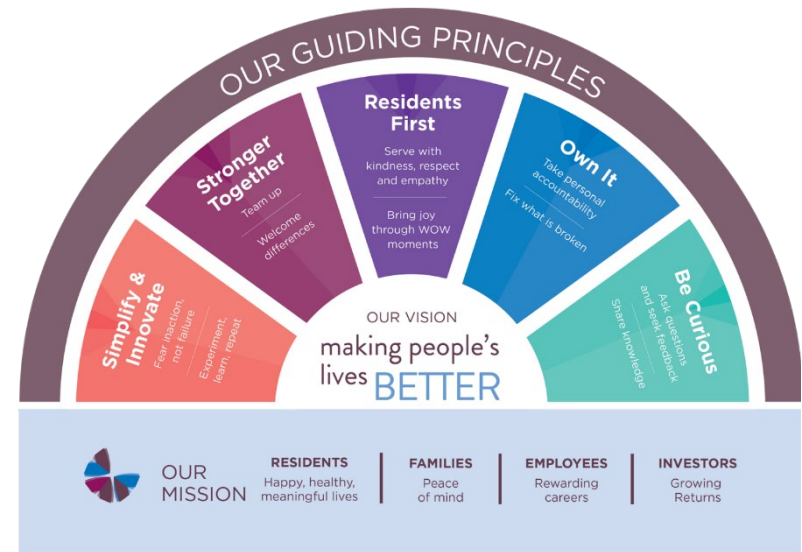 OUR GUIDING PRINCIPLES
Simplify &
Innovate
Fear inaction,
not failure
Experiment,
learn, repeat
Stronger
Together
Team up
Welcome
differences
Residents
First
Serve with
kindness, respect
and empathy
Bring joy
through WOW
moments
Own It
Take personal
accountability
Fix what is broken
Be Curious
Ask questions
and seek feedback
Share knowledge
OUR VISION
making people's
lives BETTER
OUR
MISSION
RESIDENTS
Happy, healthy,
meaningful lives
FAMILIES
Peace
of mind
EMPLOYEES
Rewarding
careers
INVESTORS
Growing
Returns